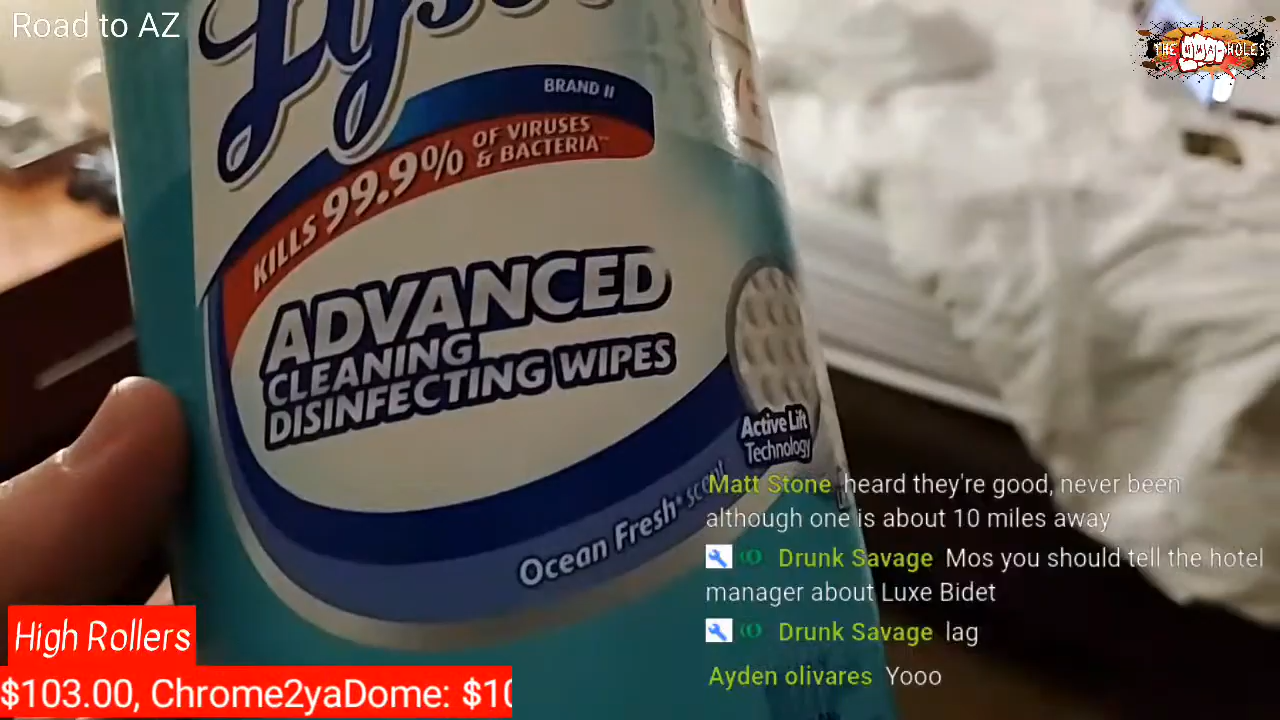 Road to AZ
Lysol
BRAND II
KILLS 99.9% OF VIRUSES
& BACTERIA™
ADVANCED
CLEANING
DISINFECTING WIPES
Active Lift
Technology
Ocean Fresh® scent
Matt Stone heard they're good, never been
although one is about 10 miles away
Drunk Savage Mos you should tell the hotel
manager about Luxe Bidet
Drunk Savage lag
Ayden olivares Yooo
High Rollers
$103.00, Chrome2yaDome: $10